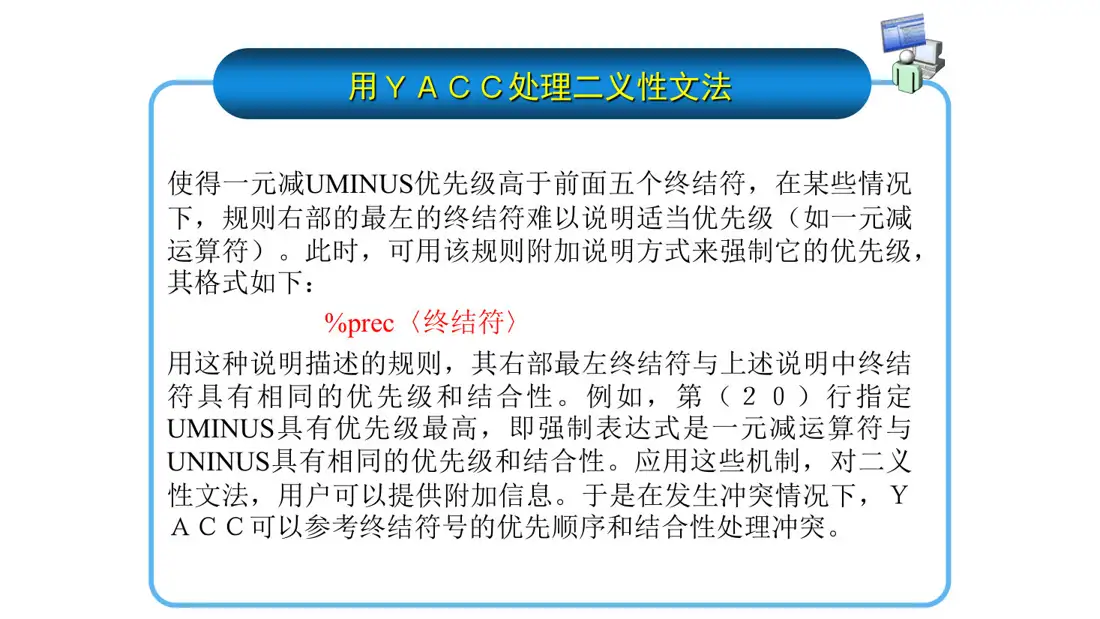 用ＹＡＣＣ处理二义性文法
使得一元减UMINUS优先级高于前面五个终结符，在某些情况
下，规则右部的最左的终结符难以说明适当优先级（如一元减
运算符）。此时，可用该规则附加说明方式来强制它的优先级，
其格式如下：
%prec〈终结符〉
用这种说明描述的规则，其右部最左终结符与上述说明中终结
符具有相同的优先级和结合性。例如，第（２０）行指定
UMINUS具有优先级最高，即强制表达式是一元减运算符与
UNINUS具有相同的优先级和结合性。应用这些机制，对二义
性文法，用户可以提供附加信息。于是在发生冲突情况下，Ｙ
ＡＣＣ可以参考终结符号的优先顺序和结合性处理冲突。